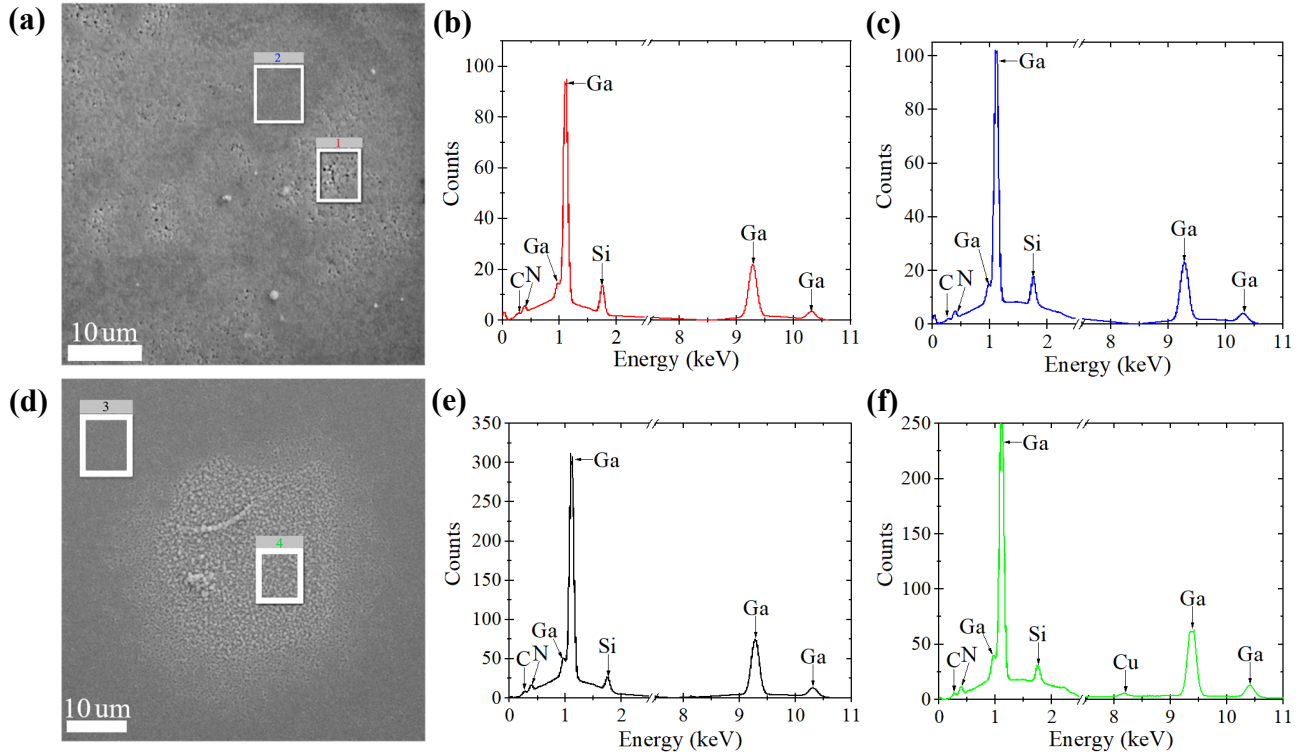 (a)
2
1
10 um
(b)
Counts
100
80
60
40
20
0
Ga
Ga
Si
C N
Ga
Ga
0 1 2 8 9 10 11
Energy (keV)
(c)
Counts
100
80
60
40
20
0
Ga
Ga
Si
C N
Ga
Ga
0 1 2 8 9 10 11
Energy (keV)
(d)
3
4
10 um
(e)
Counts
350
300
250
200
150
100
50
0
Ga
Ga
Si
C N
Ga
Ga
0 1 2 8 9 10 11
Energy (keV)
(f)
Counts
250
200
150
100
50
0
Ga
Ga
Si
C N
Cu
Ga
Ga
0 1 2 8 9 10 11
Energy (keV)